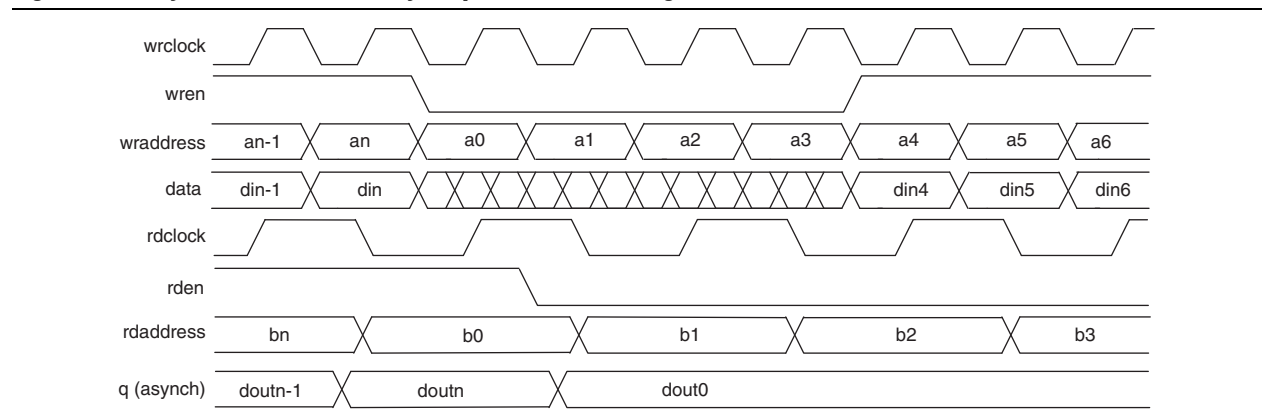 wrclock
wren
wraddress an-1 an a0 a1 a2 a3 a4 a5 a6
data din-1 din din4 din5 din6
rdclock
rden
rdaddress bn b0 b1 b2 b3
q (asynch) doutn-1 doutn dout0